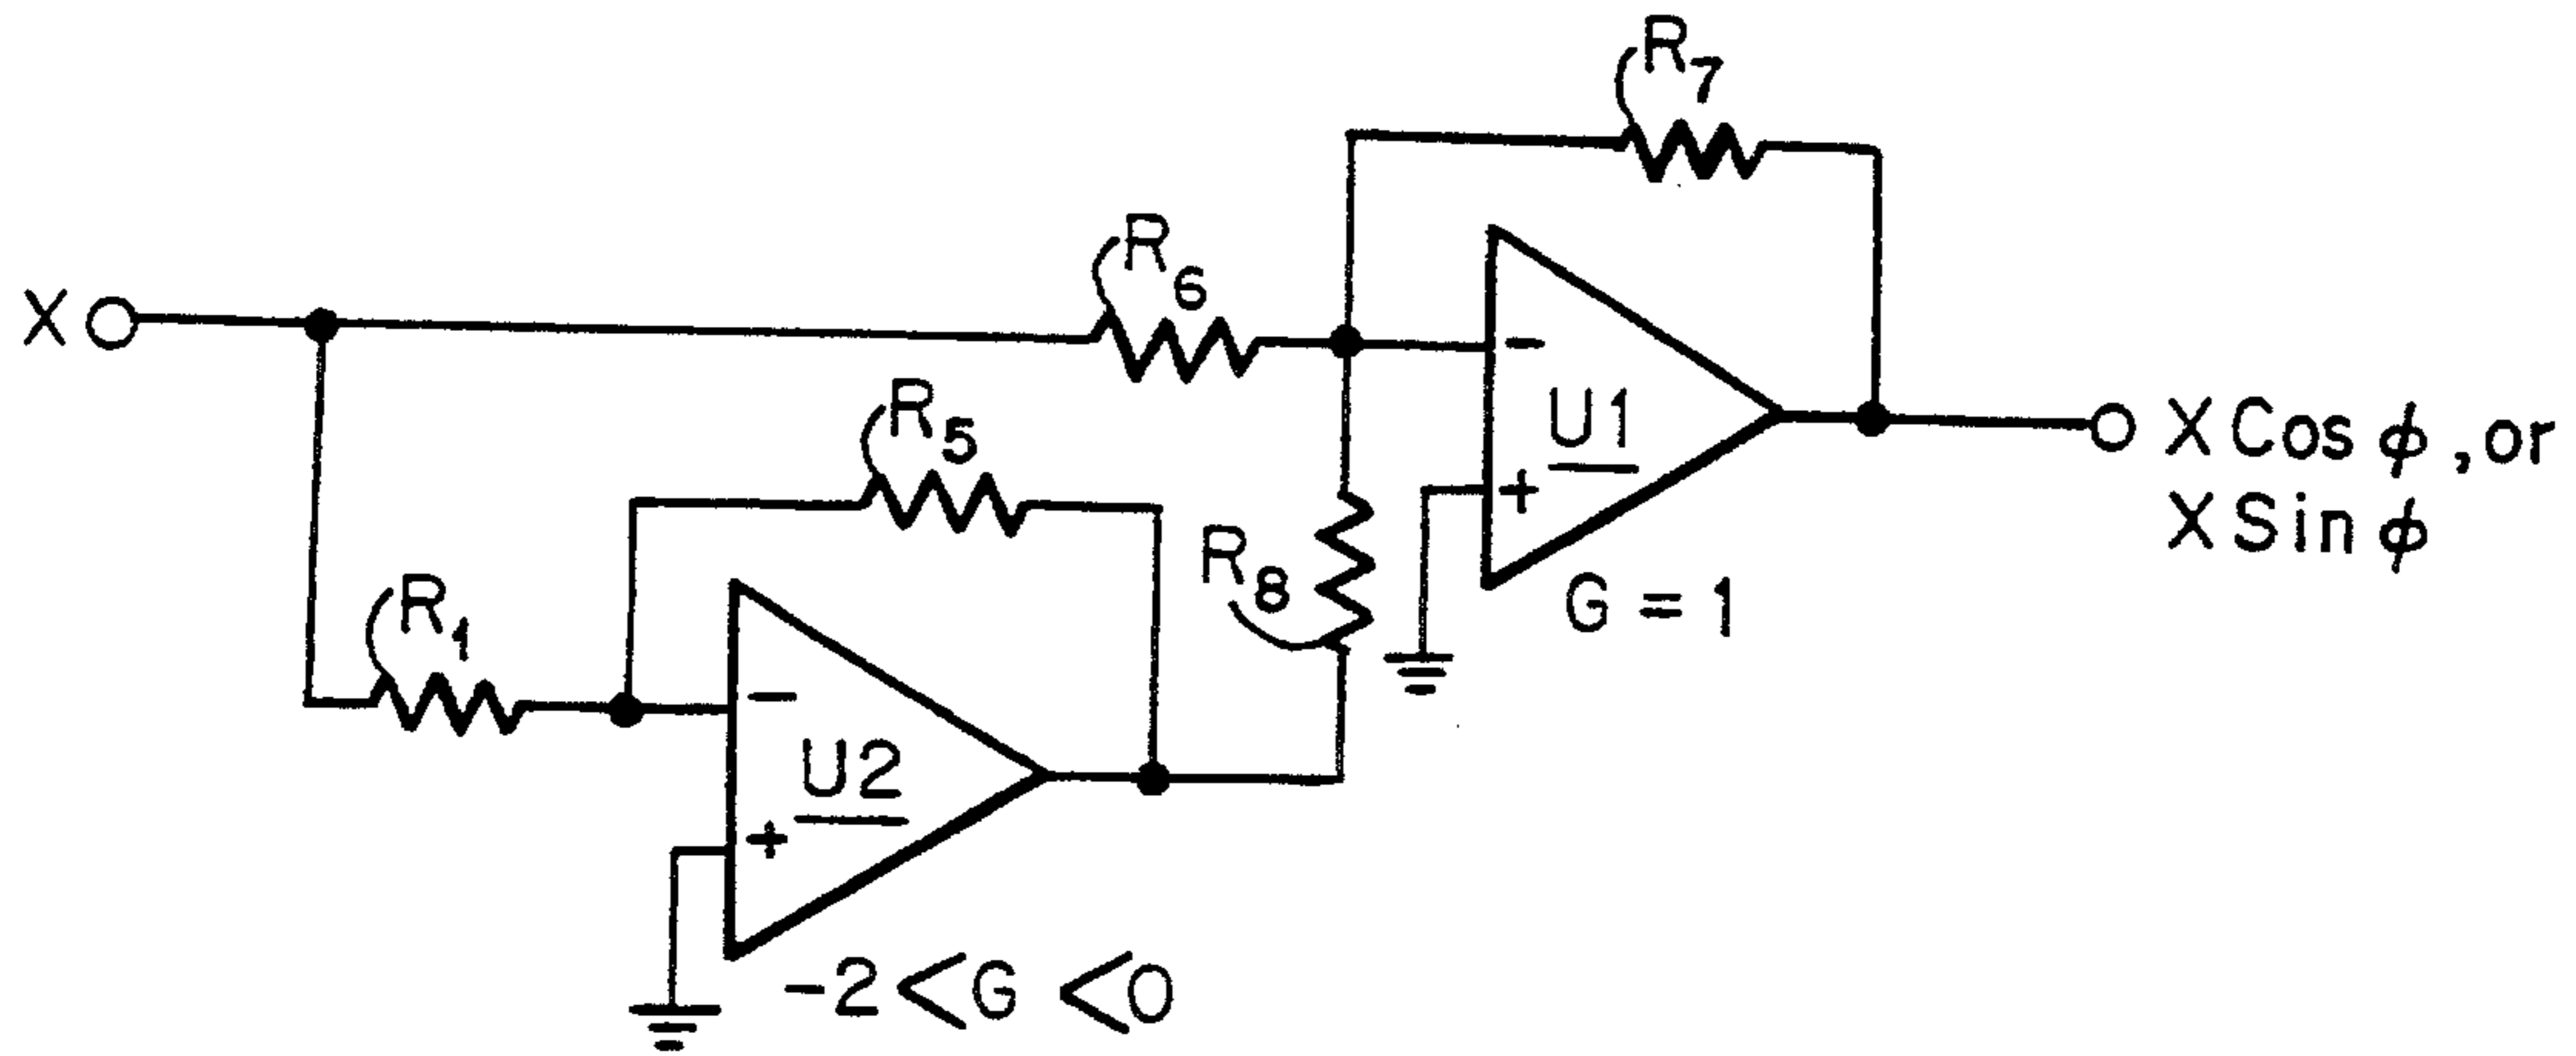 R7
R6
X
R5
U1
X Cos ϕ, or
X Sin ϕ
R8
R1
G = 1
U2
-2 < G < 0